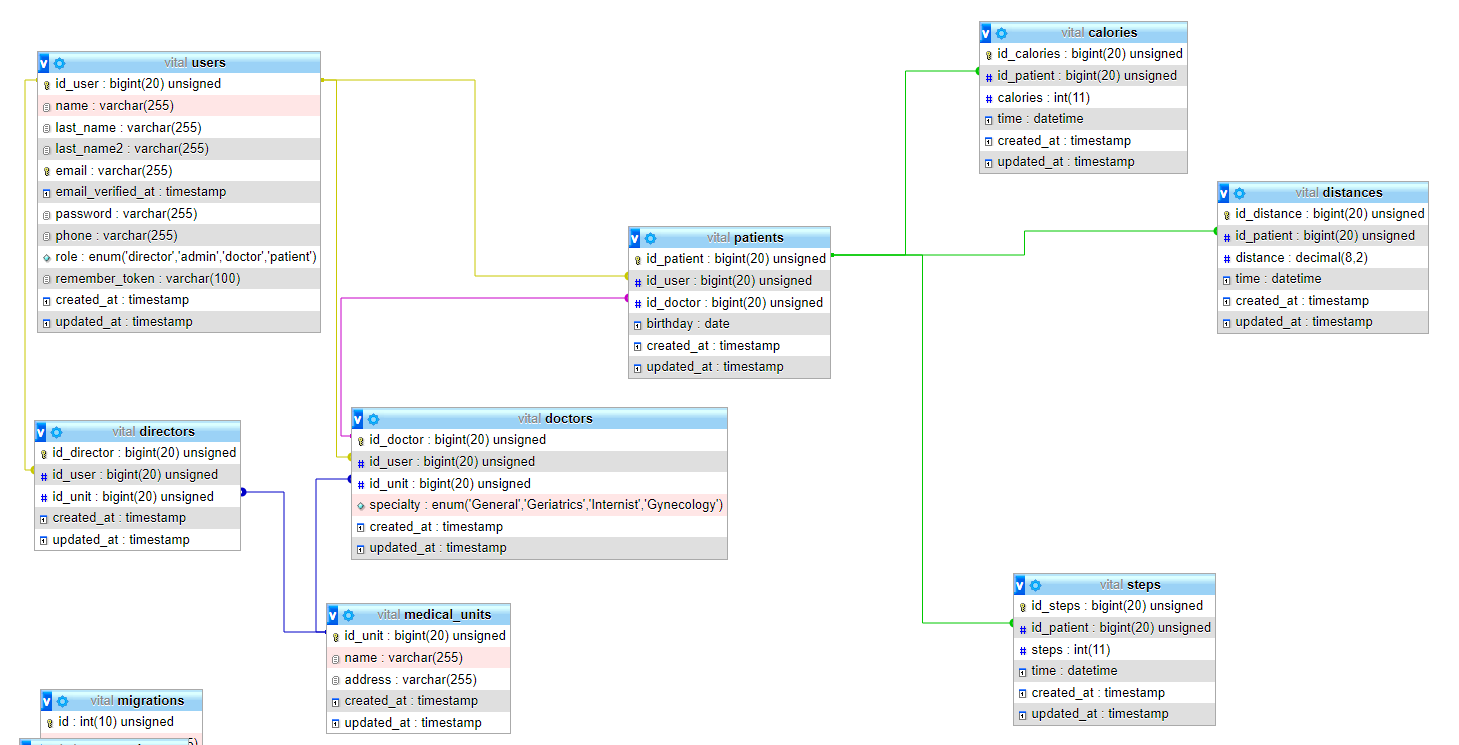 vital users
id_user : bigint(20) unsigned
name : varchar(255)
last_name : varchar(255)
last_name2 : varchar(255)
email : varchar(255)
email_verified_at : timestamp
password : varchar(255)
phone : varchar(255)
role : enum('director','admin','doctor','patient')
remember_token : varchar(100)
created_at : timestamp
updated_at : timestamp
vital calories
id_calories : bigint(20) unsigned
id_patient : bigint(20) unsigned
calories : int(11)
time : datetime
created_at : timestamp
updated_at : timestamp
vital distances
id_distance : bigint(20) unsigned
id_patient : bigint(20) unsigned
distance : decimal(8,2)
time : datetime
created_at : timestamp
updated_at : timestamp
vital patients
id_patient : bigint(20) unsigned
id_user : bigint(20) unsigned
id_doctor : bigint(20) unsigned
birthday : date
created_at : timestamp
updated_at : timestamp
vital directors
id_director : bigint(20) unsigned
id_user : bigint(20) unsigned
id_unit : bigint(20) unsigned
created_at : timestamp
updated_at : timestamp
vital doctors
id_doctor : bigint(20) unsigned
id_user : bigint(20) unsigned
id_unit : bigint(20) unsigned
specialty : enum('General','Geriatrics','Internist','Gynecology')
created_at : timestamp
updated_at : timestamp
vital medical_units
id_unit : bigint(20) unsigned
name : varchar(255)
address : varchar(255)
created_at : timestamp
updated_at : timestamp
vital steps
id_steps : bigint(20) unsigned
id_patient : bigint(20) unsigned
steps : int(11)
time : datetime
created_at : timestamp
updated_at : timestamp
vital migrations
id : int(10) unsigned